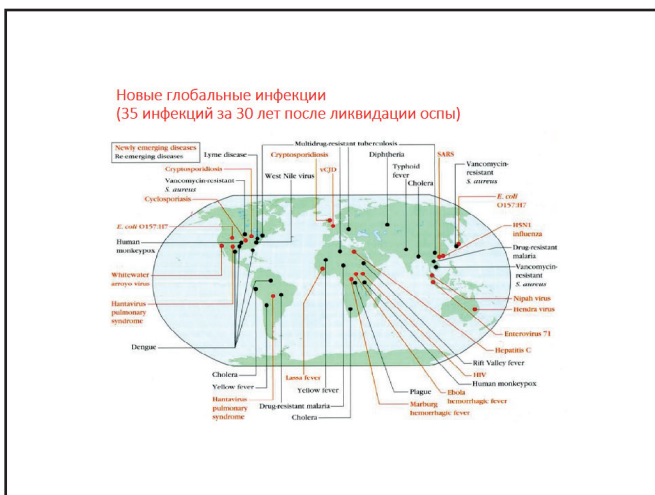 Новые глобальные инфекции
(35 инфекций за 30 лет после ликвидации оспы)
Newly emerging diseases
Re emerging diseases
Multidrug-resistant tuberculosis
Lyme disease
Cryptosporidiosis
vCJD
Diphtheria
SARS
Cryptosporidiosis
West Nile virus
Typhoid
fever
Vancomycin-
resistant
S. aureus
Vancomycin-resistant
S. aureus
Cholera
Cyclosporiasis
E. coli
O157:H7
E. coli O157:H7
H5N1
influenza
Human
monkeypox
Drug-resistant
malaria
Whitewater
arroyo virus
Vancomycin-
resistant
S. aureus
Hantavirus
pulmonary
syndrome
Nipah virus
Hendra virus
Enterovirus 71
Dengue
Hepatitis C
Cholera
Lassa fever
Rift Valley fever
Yellow fever
Yellow fever
HIV
Plague
Human monkeypox
Hantavirus
pulmonary
syndrome
Drug-resistant malaria
Cholera
Marburg
hemorrhagic fever
Ebola
hemorrhagic fever